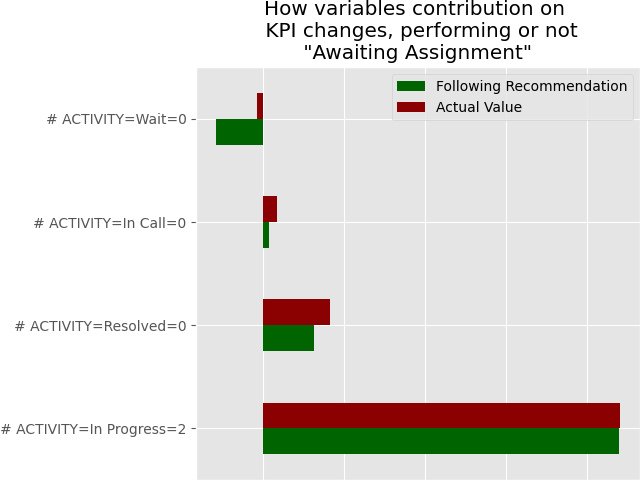 How variables contribution on
KPI changes, performing or not
"Awaiting Assignment"
Following Recommendation
Actual Value
# ACTIVITY=Wait=0
# ACTIVITY=In Call=0
# ACTIVITY=Resolved=0
# ACTIVITY=In Progress=2